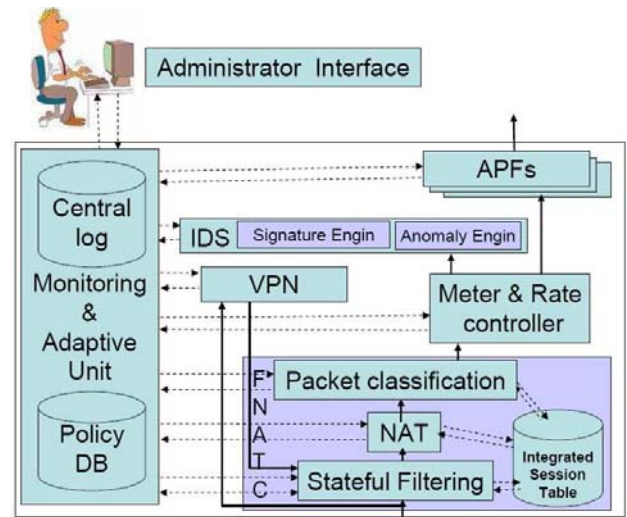 Administrator Interface
APFs
Central
log
IDS
Signature Engin
Anomaly Engin
Monitoring
&
Adaptive
Unit
VPN
Meter & Rate
controller
F
N
A
T
C
Packet classification
NAT
Stateful Filtering
Integrated
Session
Table
Policy
DB